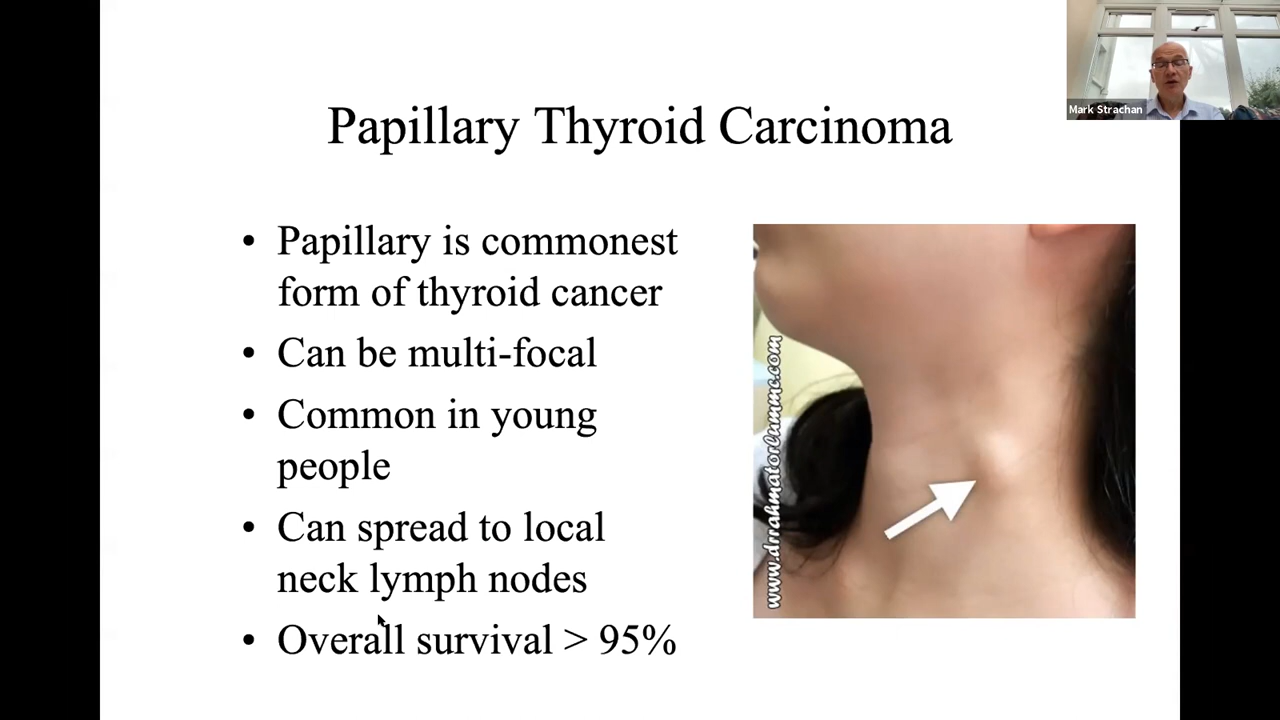 Mark Strachan
Papillary Thyroid Carcinoma
• Papillary is commonest
form of thyroid cancer
• Can be multi-focal
• Common in young
people
• Can spread to local
neck lymph nodes
• Overall survival > 95%
www.drrahmatorlummc.com